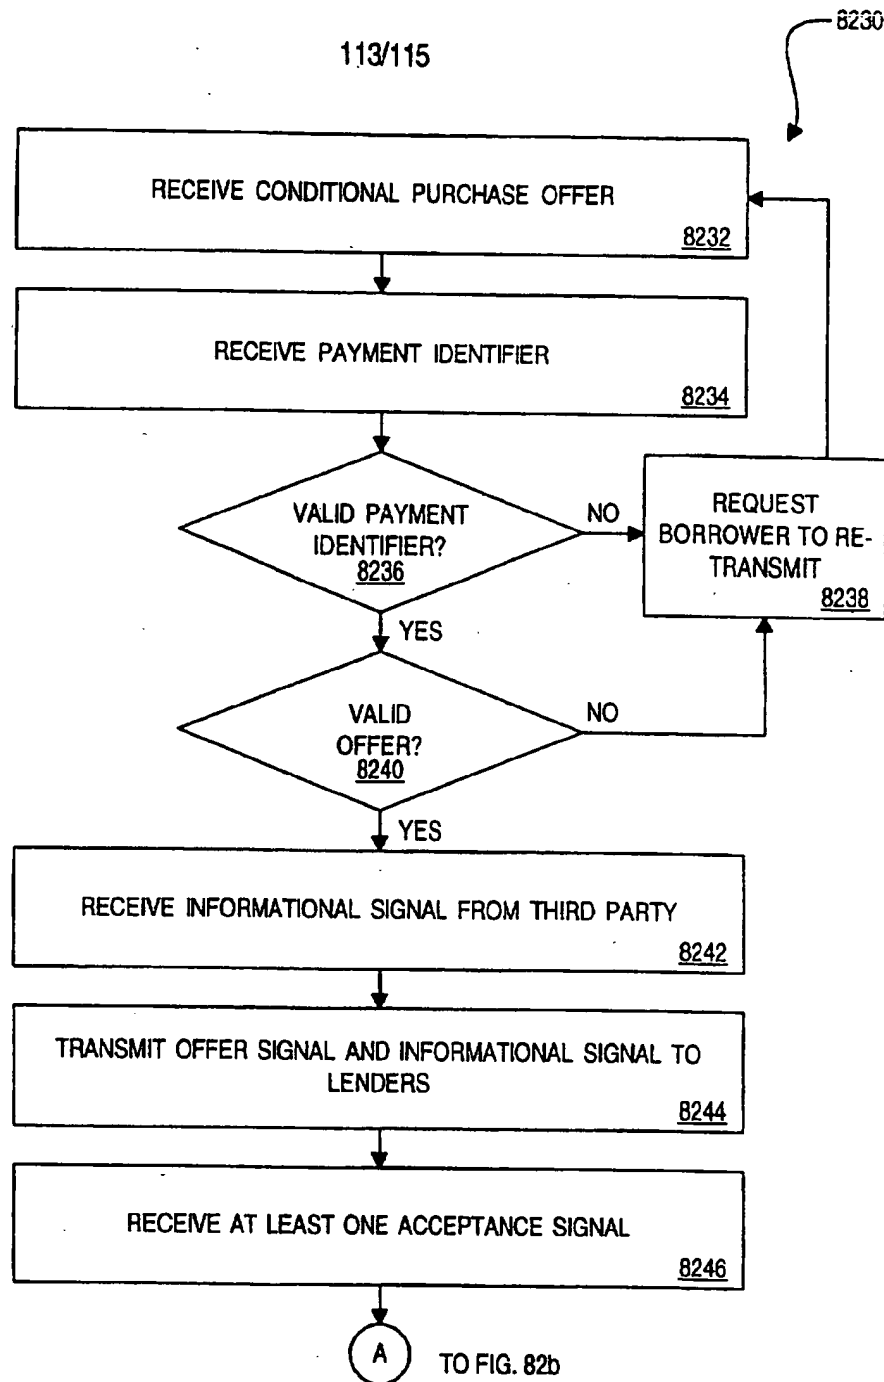 8230
113/115
RECEIVE CONDITIONAL PURCHASE OFFER
8232
RECEIVE PAYMENT IDENTIFIER
8234
VALID PAYMENT
IDENTIFIER?
8236
NO
REQUEST
BORROWER TO RE-
TRANSMIT
8238
YES
VALID
OFFER?
8240
NO
YES
RECEIVE INFORMATIONAL SIGNAL FROM THIRD PARTY
8242
TRANSMIT OFFER SIGNAL AND INFORMATIONAL SIGNAL TO
LENDERS
8244
RECEIVE AT LEAST ONE ACCEPTANCE SIGNAL
8246
A
TO FIG. 82b